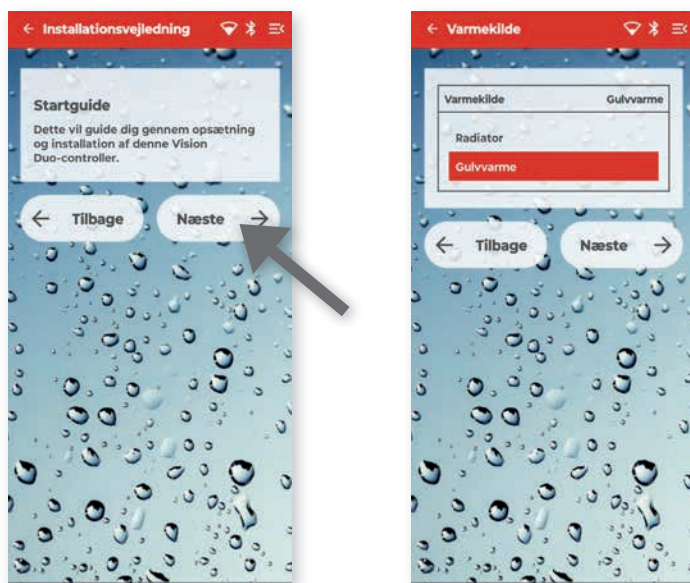 Installationsvejledning
Startguide
Dette vil guide dig gennem opsætning
og installation af denne Vision
Duo-controller.
Tilbage
Næste
Varmekilde
Varmekilde Gulvvarme
Radiator
Gulvvarme
Tilbage
Næste